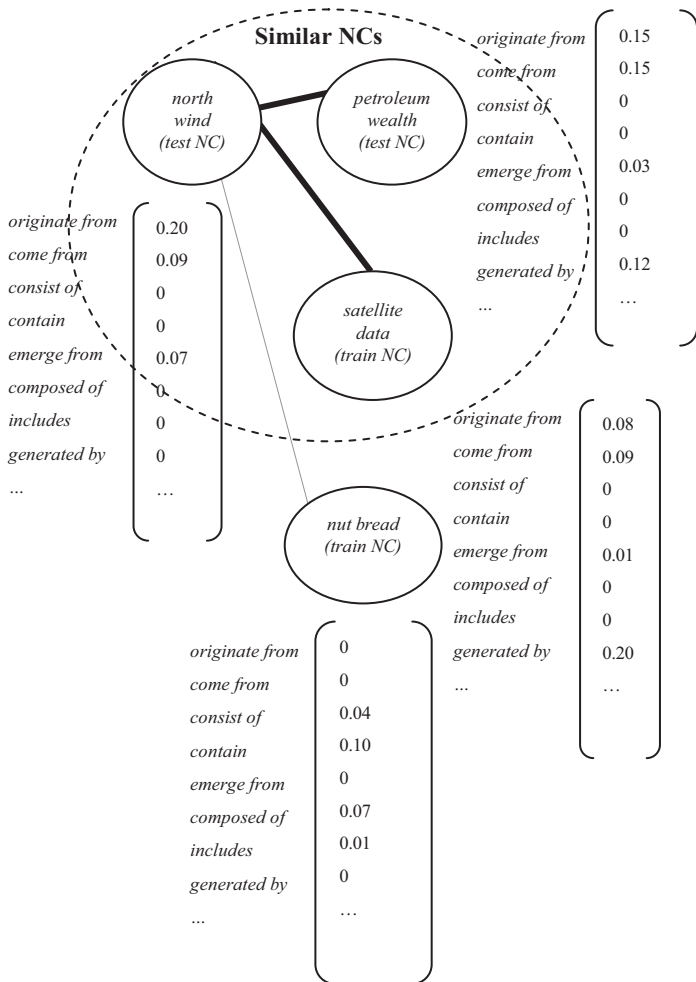 Similar NCs
north
wind
(test NC)
petroleum
wealth
(test NC)
originate from 0.15
come from 0.15
consist of 0
contain 0
emerge from 0.03
composed of 0
includes 0
generated by 0.12
... …
originate from 0.20
come from 0.09
consist of 0
contain 0
emerge from 0.07
composed of 0
includes 0
generated by 0
... …
satellite
data
(train NC)
originate from 0.08
come from 0.09
consist of 0
contain 0
emerge from 0.01
composed of 0
includes 0
generated by 0.20
... …
nut bread
(train NC)
originate from 0
come from 0
consist of 0.04
contain 0.10
emerge from 0
composed of 0.07
includes 0.01
generated by 0
... …